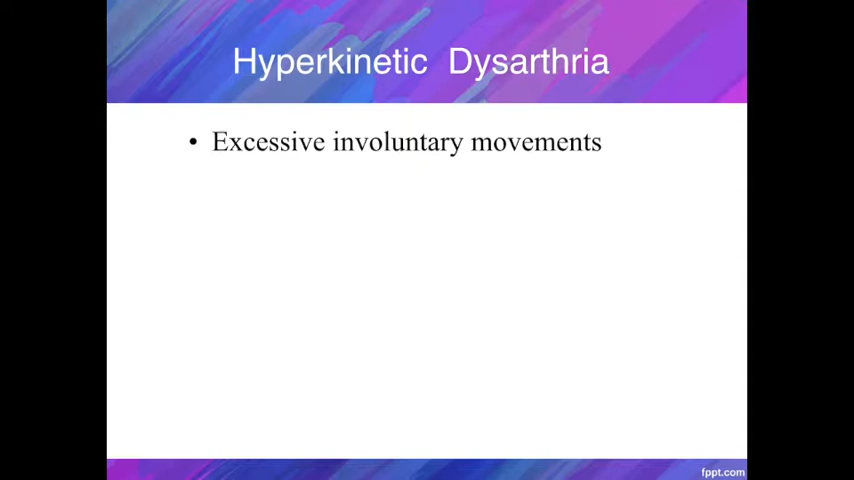 Hyperkinetic Dysarthria
• Excessive involuntary movements
fppt.com